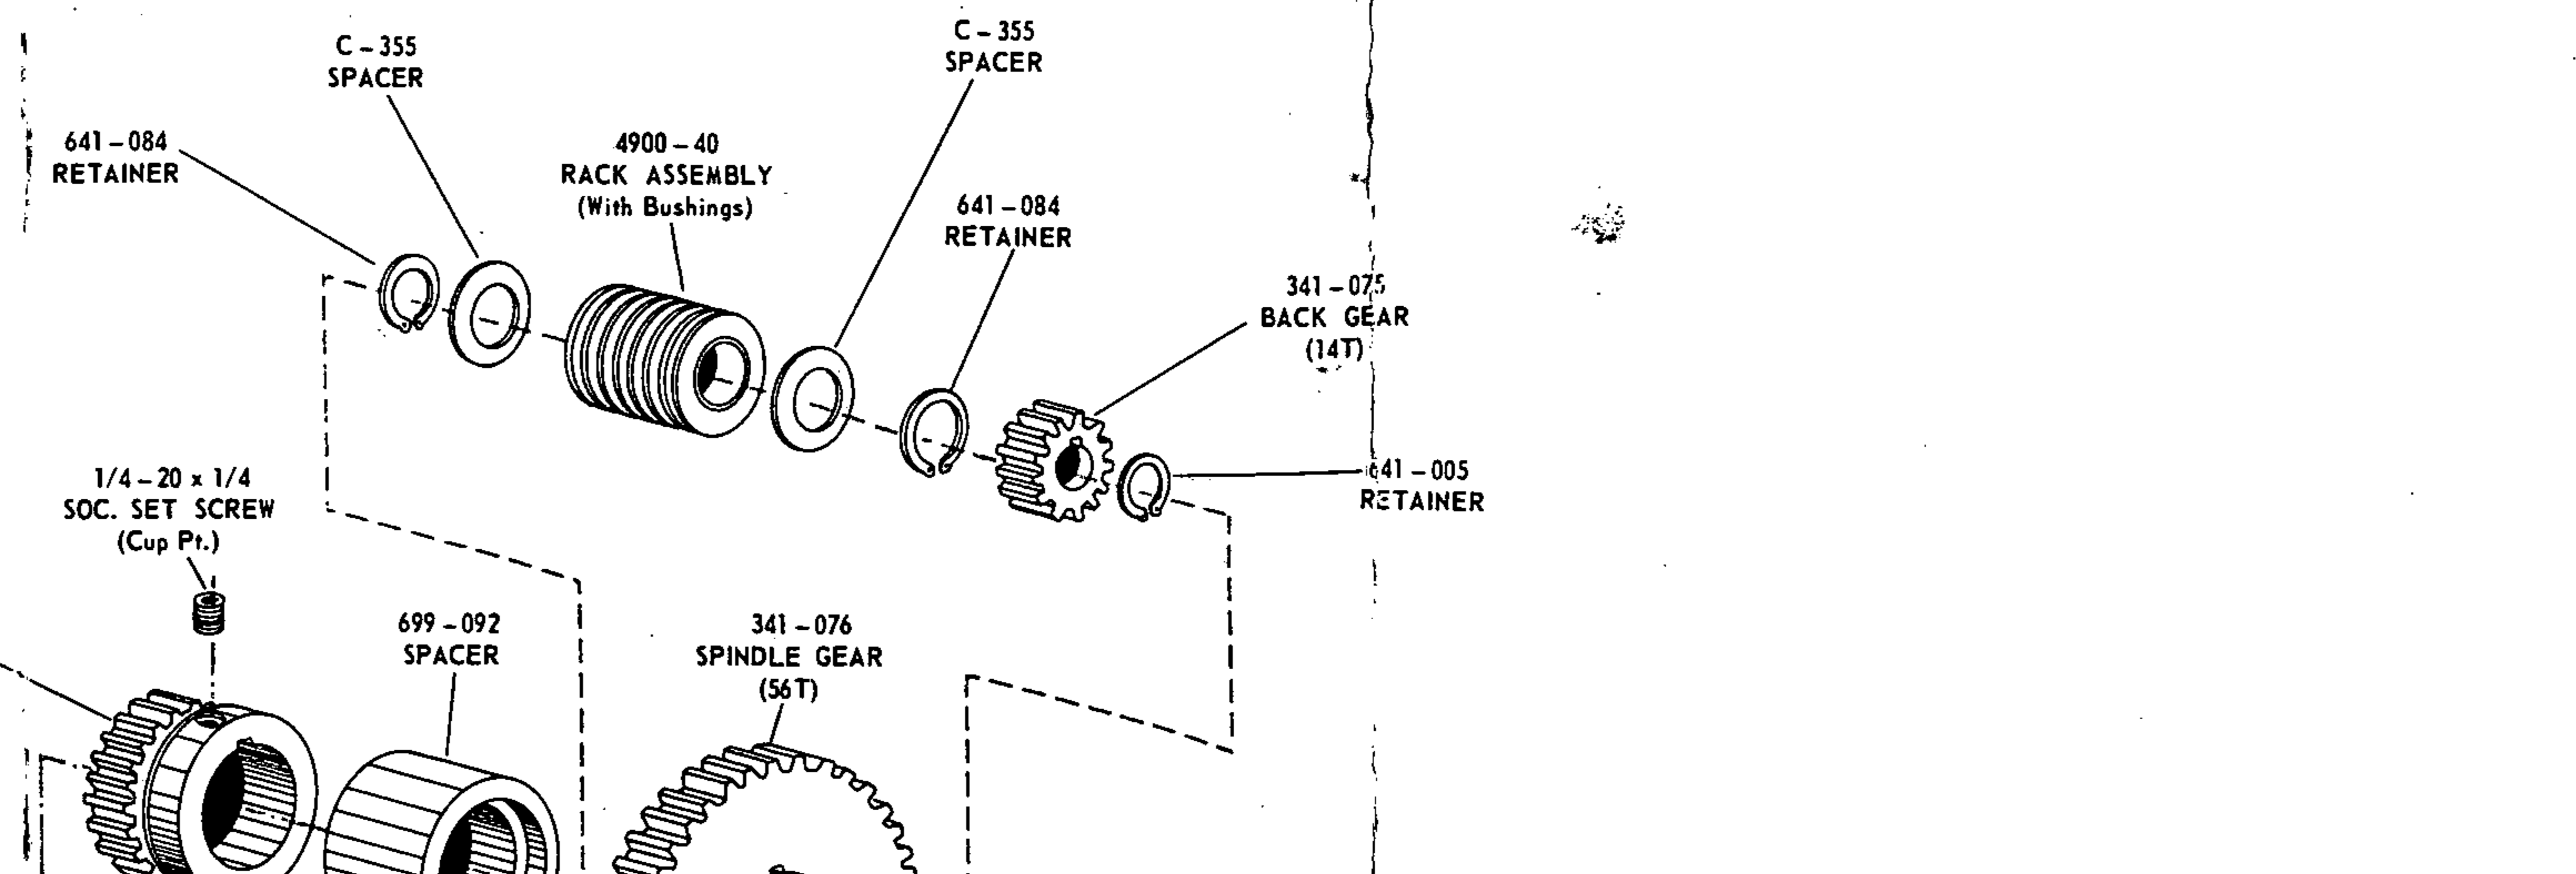 C-355
SPACER
C-355
SPACER
641-084
RETAINER
4900-40
RACK ASSEMBLY
(With Bushings)
641-084
RETAINER
341-075
BACK GEAR
(14T)
641-005
RETAINER
1/4-20 x 1/4
SOC. SET SCREW
(Cup Pt.)
699-092
SPACER
341-076
SPINDLE GEAR
(56T)